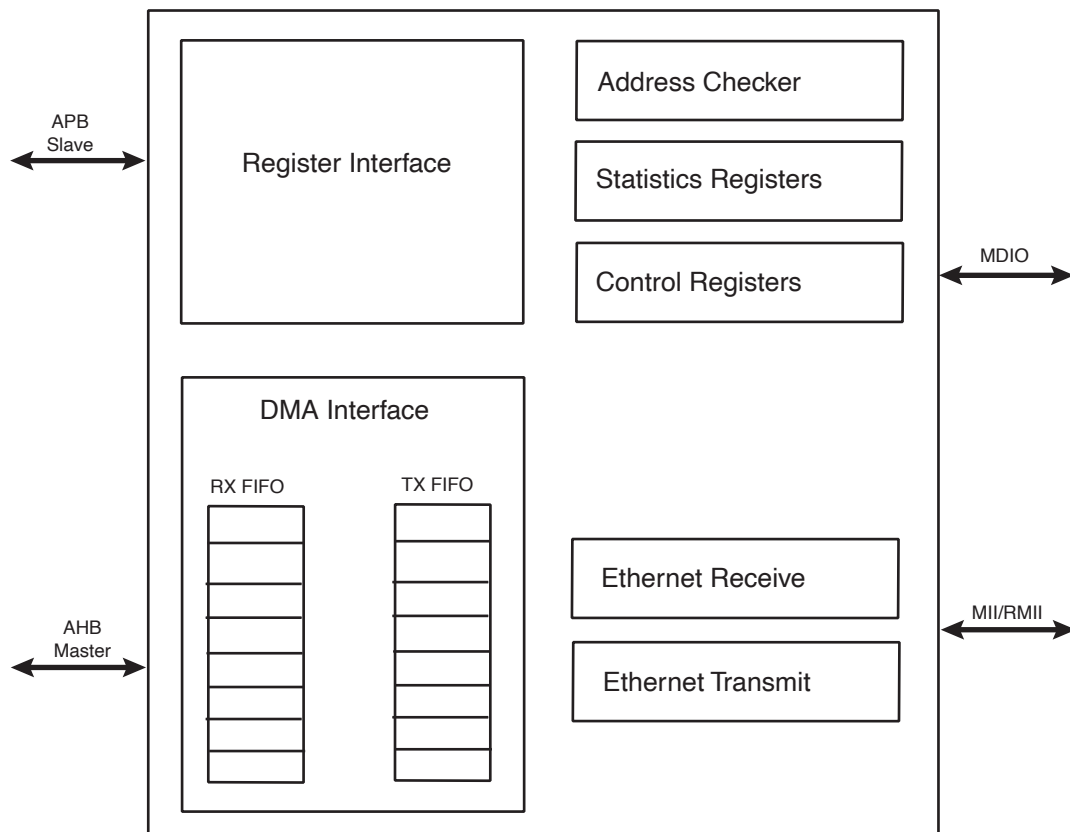 APB
Slave
Register Interface
Address Checker
Statistics Registers
Control Registers
MDIO
DMA Interface
RX FIFO
TX FIFO
AHB
Master
Ethernet Receive
Ethernet Transmit
MII/RMII